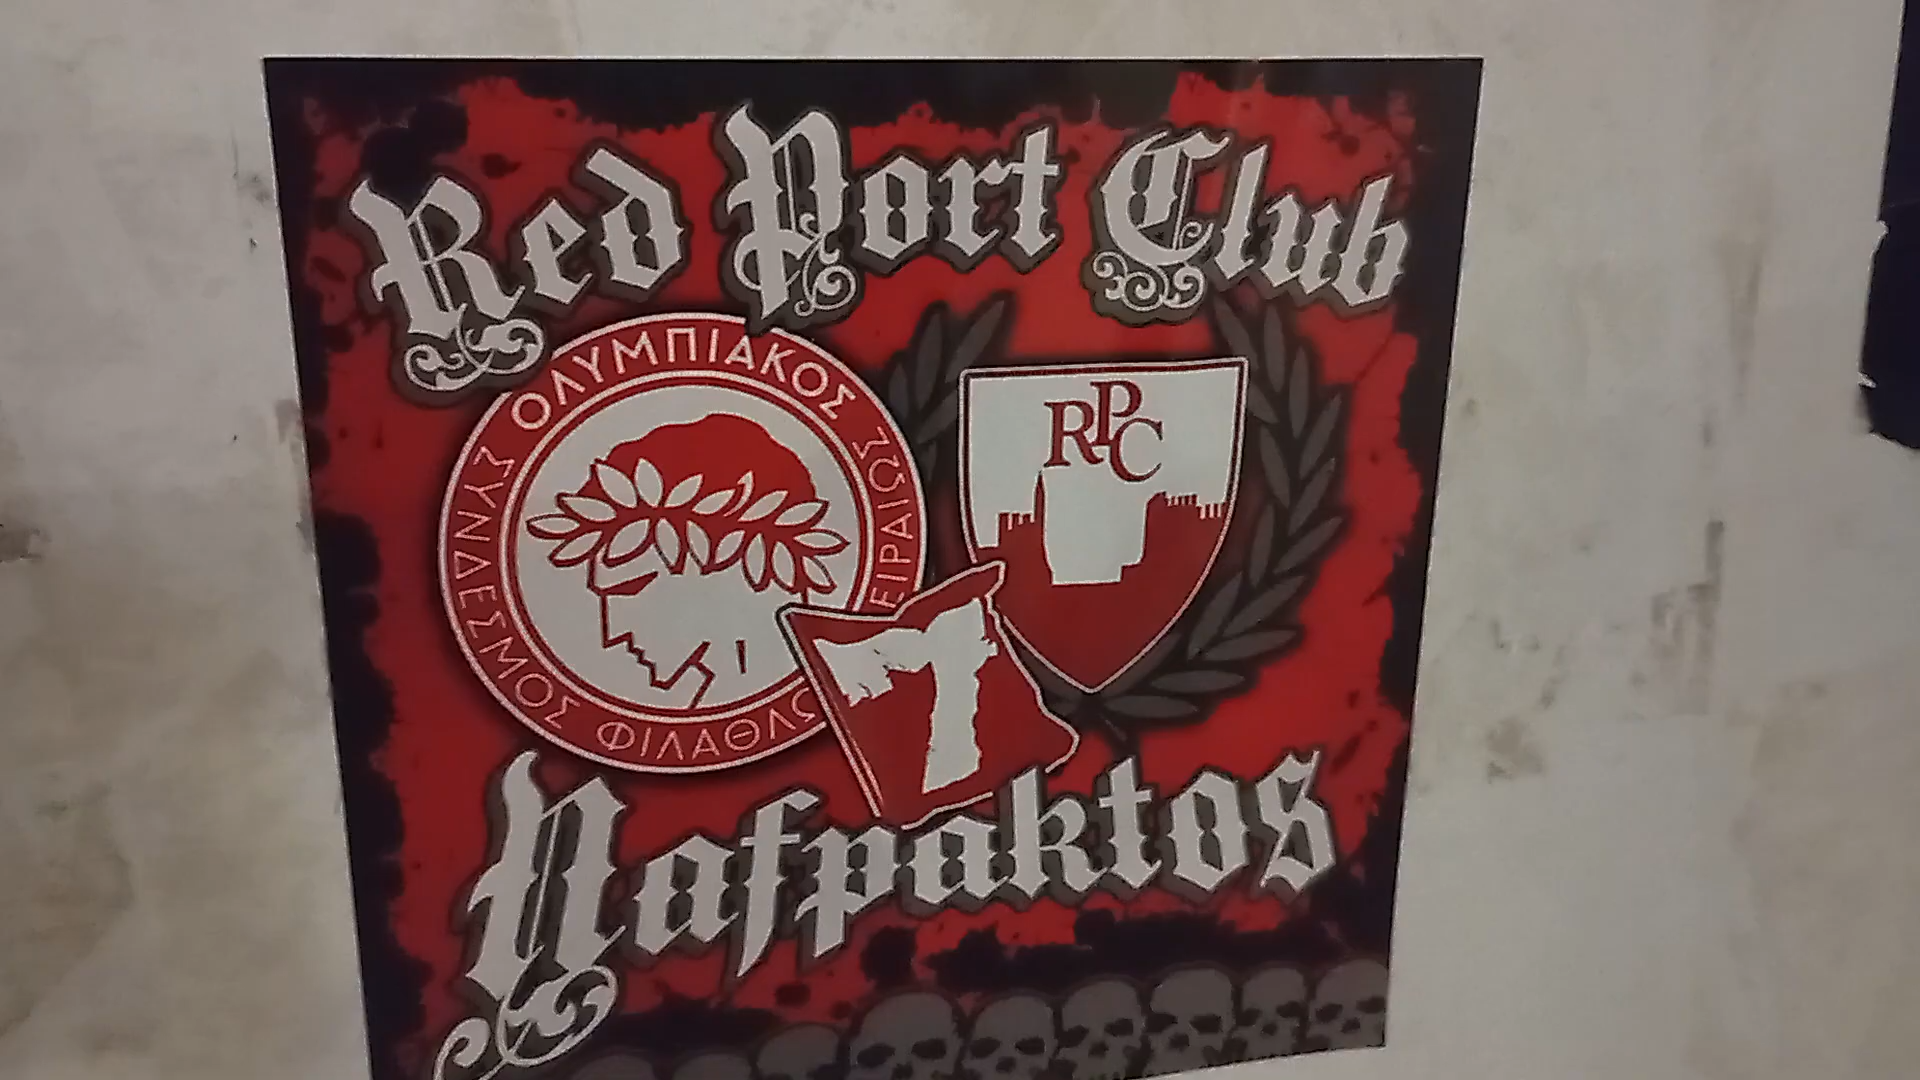 Red Port Club
ΟΛΥΜΠΙΑΚΟΣ
ΣΥΝΔΕΣΜΟΣ ΦΙΛΑΘΛΩΝ ΠΕΙΡΑΙΩΣ
RPC
7
Nafpaktos